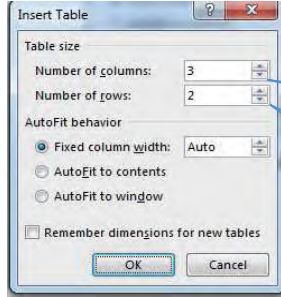 Insert Table
Table size
Number of columns: 3
Number of rows: 2
AutoFit behavior
Fixed column width: Auto
AutoFit to contents
AutoFit to window
Remember dimensions for new tables
OK Cancel